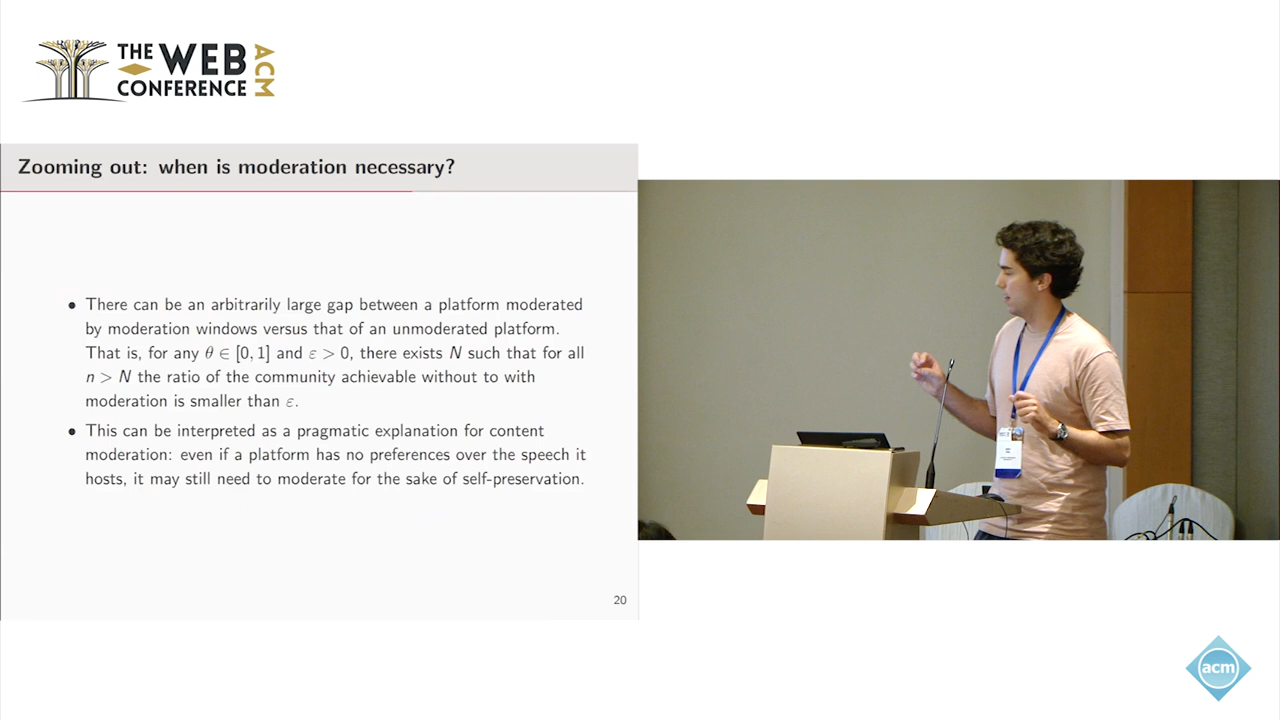 THE WEB CONFERENCE ACM
Zooming out: when is moderation necessary?
• There can be an arbitrarily large gap between a platform moderated
by moderation windows versus that of an unmoderated platform.
That is, for any θ ∈ [0, 1] and ε > 0, there exists N such that for all
n > N the ratio of the community achievable without to with
moderation is smaller than ε.
• This can be interpreted as a pragmatic explanation for content
moderation: even if a platform has no preferences over the speech it
hosts, it may still need to moderate for the sake of self-preservation.
20
acm